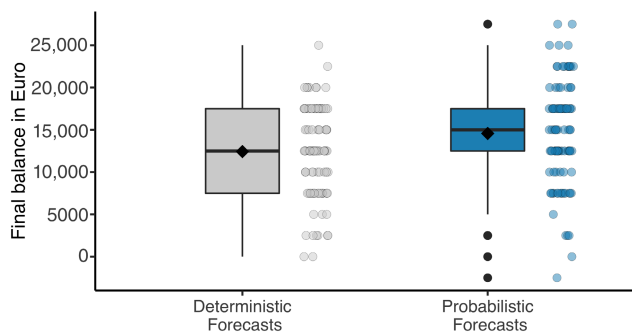 Final balance in Euro
25,000
20,000
15,000
10,000
5000
0
Deterministic
Forecasts
Probabilistic
Forecasts